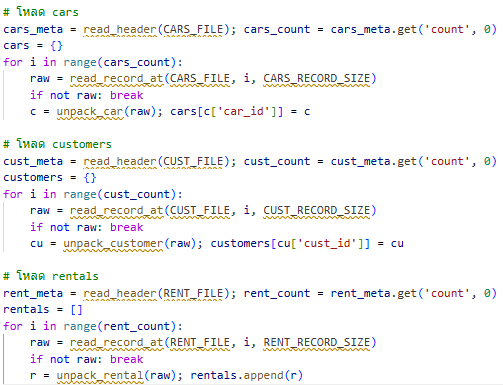 # โหลด cars
cars_meta = read_header(CARS_FILE); cars_count = cars_meta.get('count', 0)
cars = {}
for i in range(cars_count):
    raw = read_record_at(CARS_FILE, i, CARS_RECORD_SIZE)
    if not raw: break
    c = unpack_car(raw); cars[c['car_id']] = c
# โหลด customers
cust_meta = read_header(CUST_FILE); cust_count = cust_meta.get('count', 0)
customers = {}
for i in range(cust_count):
    raw = read_record_at(CUST_FILE, i, CUST_RECORD_SIZE)
    if not raw: break
    cu = unpack_customer(raw); customers[cu['cust_id']] = cu
# โหลด rentals
rent_meta = read_header(RENT_FILE); rent_count = rent_meta.get('count', 0)
rentals = []
for i in range(rent_count):
    raw = read_record_at(RENT_FILE, i, RENT_RECORD_SIZE)
    if not raw: break
    r = unpack_rental(raw); rentals.append(r)